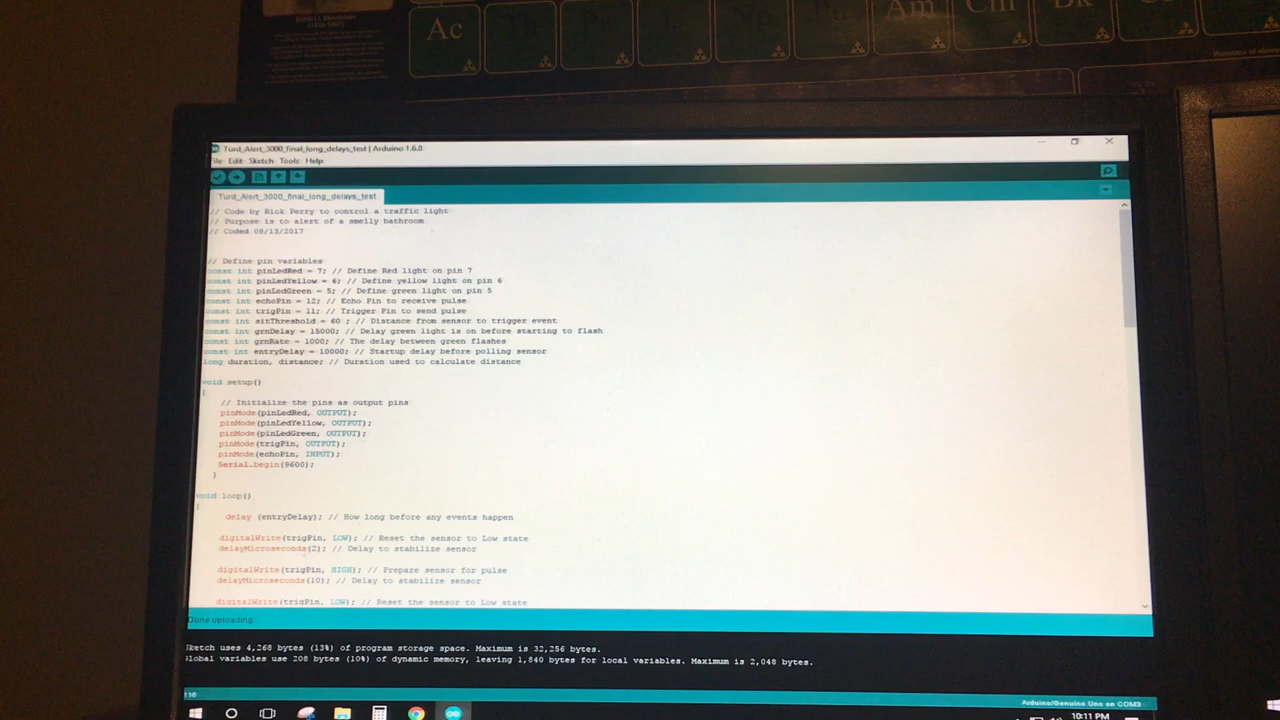 Ac
Am
Cm
Bk
Turd_Alert_3000_final_long_delays_test | Arduino 1.6.8
File Edit Sketch Tools Help
Turd_Alert_3000_final_long_delays_test
// Code by Rick Perry to control a traffic light
// Purpose is to alert of a smelly bathroom
// Coded 08/13/2017
// Define pin variables
const int pinLedRed = 7; // Define Red light on pin 7
const int pinLedYellow = 6; // Define yellow light on pin 6
const int pinLedGreen = 5; // Define green light on pin 5
const int echoPin = 12; // Echo Pin to receive pulse
const int trigPin = 11; // Trigger Pin to send pulse
const int sitThreshold = 60 ; // Distance from sensor to trigger event
const int grnDelay = 15000; // Delay green light is on before starting to flash
const int grnRate = 1000; // The delay between green flashes
const int entryDelay = 10000; // Startup delay before polling sensor
long duration, distance; // Duration used to calculate distance
void setup()
{
// Initialize the pins as output pins
pinMode(pinLedRed, OUTPUT);
pinMode(pinLedYellow, OUTPUT);
pinMode(pinLedGreen, OUTPUT);
pinMode(trigPin, OUTPUT);
pinMode(echoPin, INPUT);
Serial.begin(9600);
}
void loop()
{
delay (entryDelay); // How long before any events happen
digitalWrite(trigPin, LOW); // Reset the sensor to Low state
delayMicroseconds(2); // Delay to stabilize sensor
digitalWrite(trigPin, HIGH); // Prepare sensor for pulse
delayMicroseconds(10); // Delay to stabilize sensor
digitalWrite(trigPin, LOW); // Reset the sensor to Low state
Done uploading.
Sketch uses 4,268 bytes (13%) of program storage space. Maximum is 32,256 bytes.
Global variables use 208 bytes (10%) of dynamic memory, leaving 1,840 bytes for local variables. Maximum is 2,048 bytes.
Arduino/Genuino Uno on COM3
10:11 PM